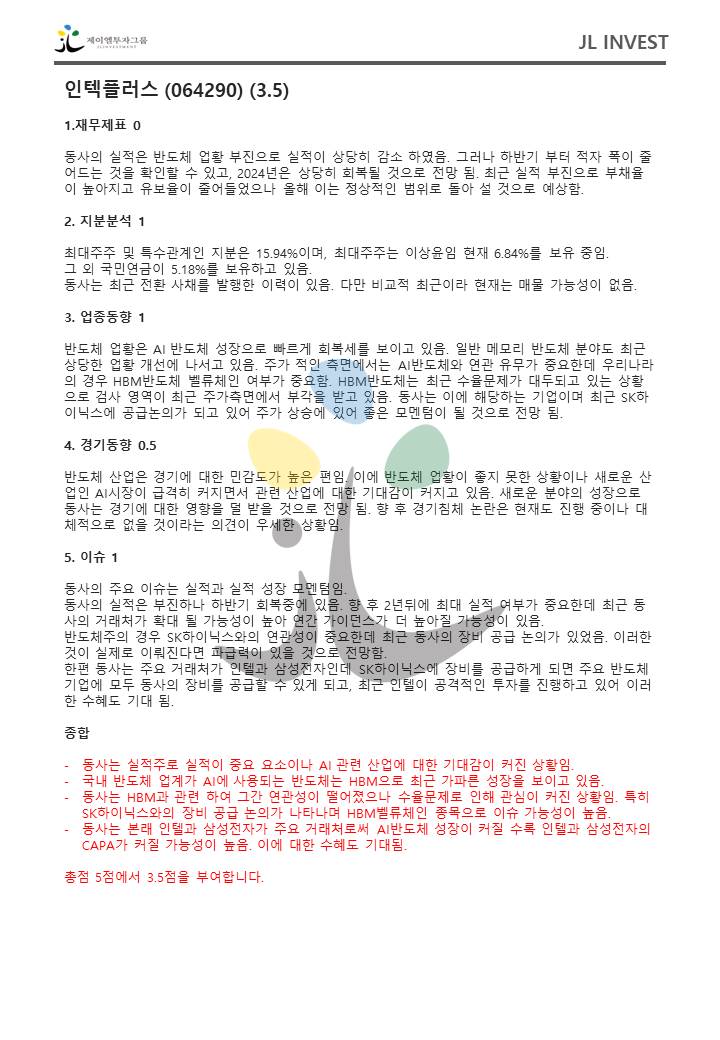 제이엘투자그룹
JLINVESTMENT
JL INVEST
인텍플러스 (064290) (3.5)
1.재무제표 0
동사의 실적은 반도체 업황 부진으로 실적이 상당히 감소 하였음. 그러나 하반기 부터 적자 폭이 줄
어드는 것을 확인할 수 있고, 2024년은 상당히 회복될 것으로 전망 됨. 최근 실적 부진으로 부채율
이 높아지고 유보율이 줄어들었으나 올해 이는 정상적인 범위로 돌아 설 것으로 예상함.
2. 지분분석 1
최대주주 및 특수관계인 지분은 15.94%이며, 최대주주는 이상윤임 현재 6.84%를 보유 중임.
그 외 국민연금이 5.18%를 보유하고 있음.
동사는 최근 전환 사채를 발행한 이력이 있음. 다만 비교적 최근이라 현재는 매물 가능성이 없음.
3. 업종동향 1
반도체 업황은 AI 반도체 성장으로 빠르게 회복세를 보이고 있음. 일반 메모리 반도체 분야도 최근
상당한 업황 개선에 나서고 있음. 주가 적인 측면에서는 AI반도체와 연관 유무가 중요한데 우리나라
의 경우 HBM반도체 벨류체인 여부가 중요함. HBM반도체는 최근 수율문제가 대두되고 있는 상황
으로 검사 영역이 최근 주가측면에서 부각을 받고 있음. 동사는 이에 해당하는 기업이며 최근 SK하
이닉스에 공급논의가 되고 있어 주가 상승에 있어 좋은 모멘텀이 될 것으로 전망 됨.
4. 경기동향 0.5
반도체 산업은 경기에 대한 민감도가 높은 편임. 이에 반도체 업황이 좋지 못한 상황이나 새로운 산
업인 AI시장이 급격히 커지면서 관련 산업에 대한 기대감이 커지고 있음. 새로운 분야의 성장으로
동사는 경기에 대한 영향을 덜 받을 것으로 전망 됨. 향 후 경기침체 논란은 현재도 진행 중이나 대
체적으로 없을 것이라는 의견이 우세한 상황임.
5. 이슈 1
동사의 주요 이슈는 실적과 실적 성장 모멘텀임.
동사의 실적은 부진하나 하반기 회복중에 있음. 향 후 2년뒤에 최대 실적 여부가 중요한데 최근 동
사의 거래처가 확대 될 가능성이 높아 연간 가이던스가 더 높아질 가능성이 있음.
반도체주의 경우 SK하이닉스와의 연관성이 중요한데 최근 동사의 장비 공급 논의가 있었음. 이러한
것이 실제로 이뤄진다면 파급력이 있을 것으로 전망함.
한편 동사는 주요 거래처가 인텔과 삼성전자인데 SK하이닉스에 장비를 공급하게 되면 주요 반도체
기업에 모두 동사의 장비를 공급할 수 있게 되고, 최근 인텔이 공격적인 투자를 진행하고 있어 이러
한 수혜도 기대 됨.
종합
- 동사는 실적주로 실적이 중요 요소이나 AI 관련 산업에 대한 기대감이 커진 상황임.
- 국내 반도체 업계가 AI에 사용되는 반도체는 HBM으로 최근 가파른 성장을 보이고 있음.
- 동사는 HBM과 관련 하여 그간 연관성이 떨어졌으나 수율문제로 인해 관심이 커진 상황임. 특히
SK하이닉스와의 장비 공급 논의가 나타나며 HBM벨류체인 종목으로 이슈 가능성이 높음.
- 동사는 본래 인텔과 삼성전자가 주요 거래처로써 AI반도체 성장이 커질 수록 인텔과 삼성전자의
CAPA가 커질 가능성이 높음. 이에 대한 수혜도 기대됨.
총점 5점에서 3.5점을 부여합니다.